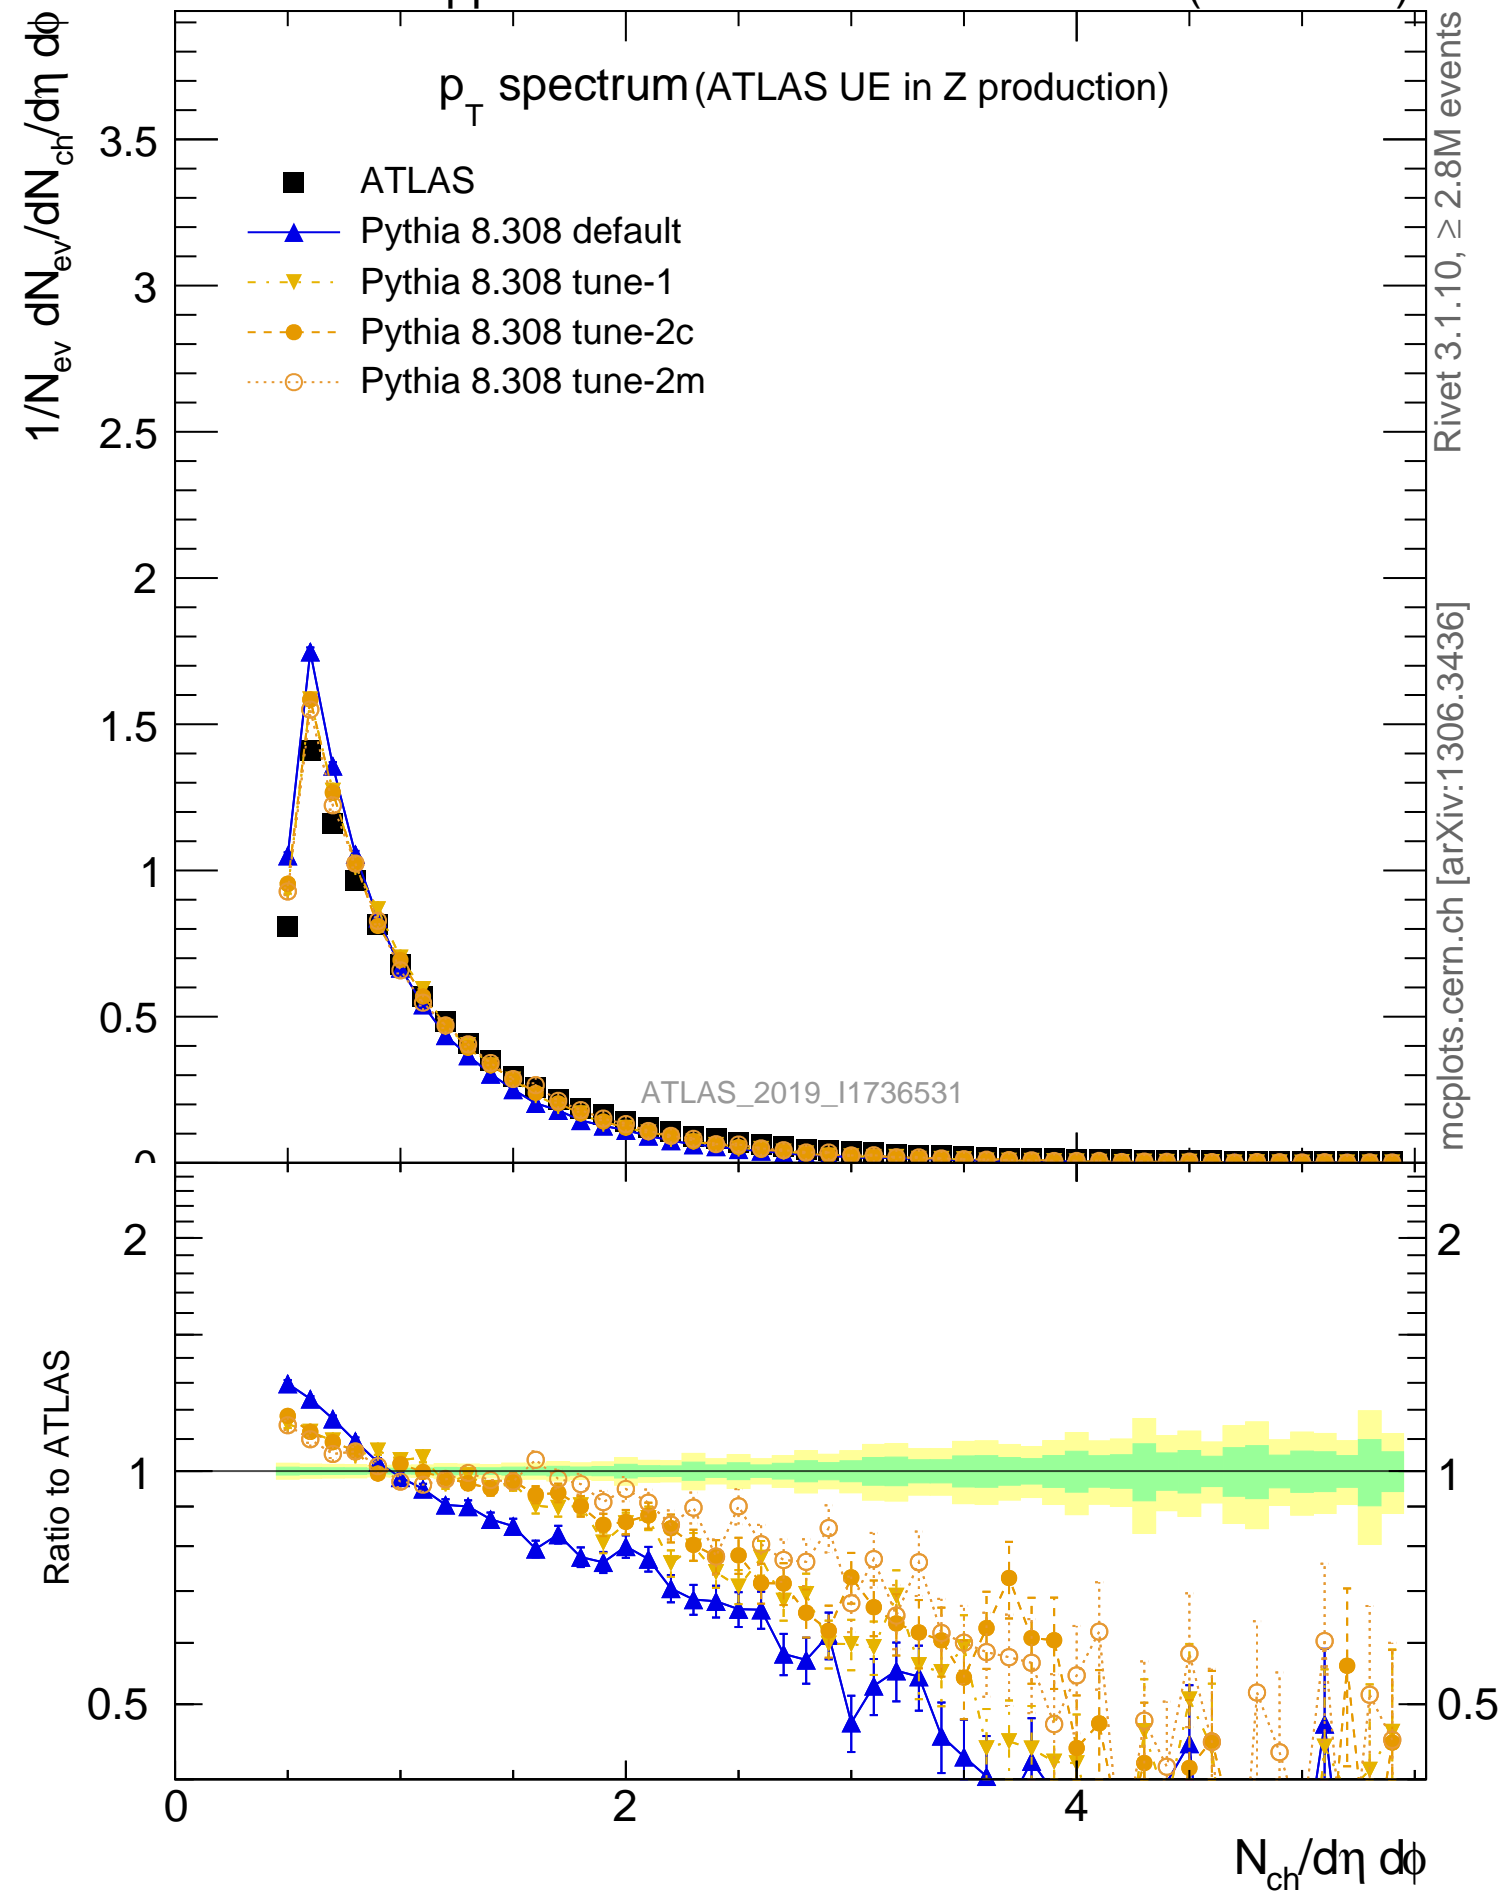 pp
p_T spectrum (ATLAS UE in Z production)
ATLAS
Pythia 8.308 default
Pythia 8.308 tune-1
Pythia 8.308 tune-2c
Pythia 8.308 tune-2m
1/N_ev dN_ev/dN_ch/dη dϕ
3.5
3
2.5
2
1.5
1
0.5
0
ATLAS_2019_I1736531
Rivet 3.1.10, ≥ 2.8M events
mcplots.cern.ch [arXiv:1306.3436]
Ratio to ATLAS
2
1
0.5
2
1
0.5
0
2
4
N_ch/dη dϕ